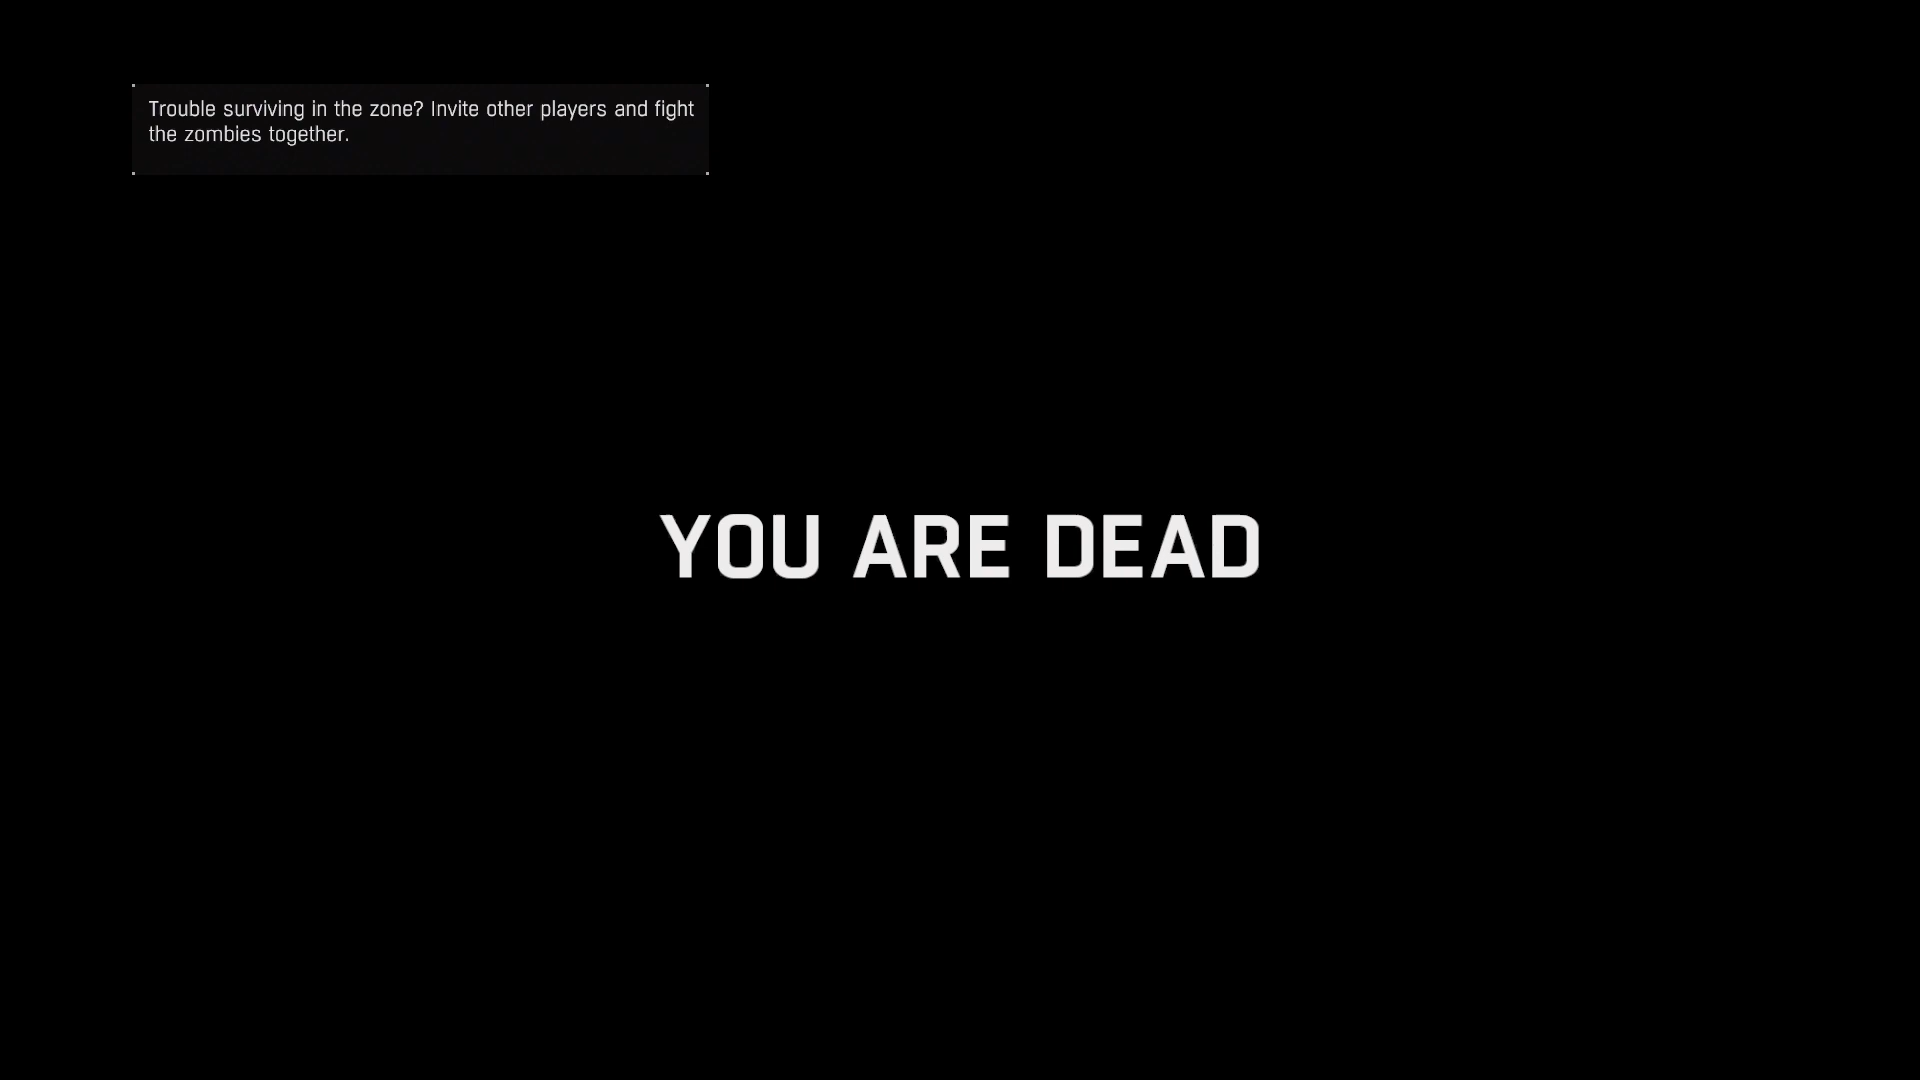 Trouble surviving in the zone? Invite other players and fight
the zombies together.
YOU ARE DEAD